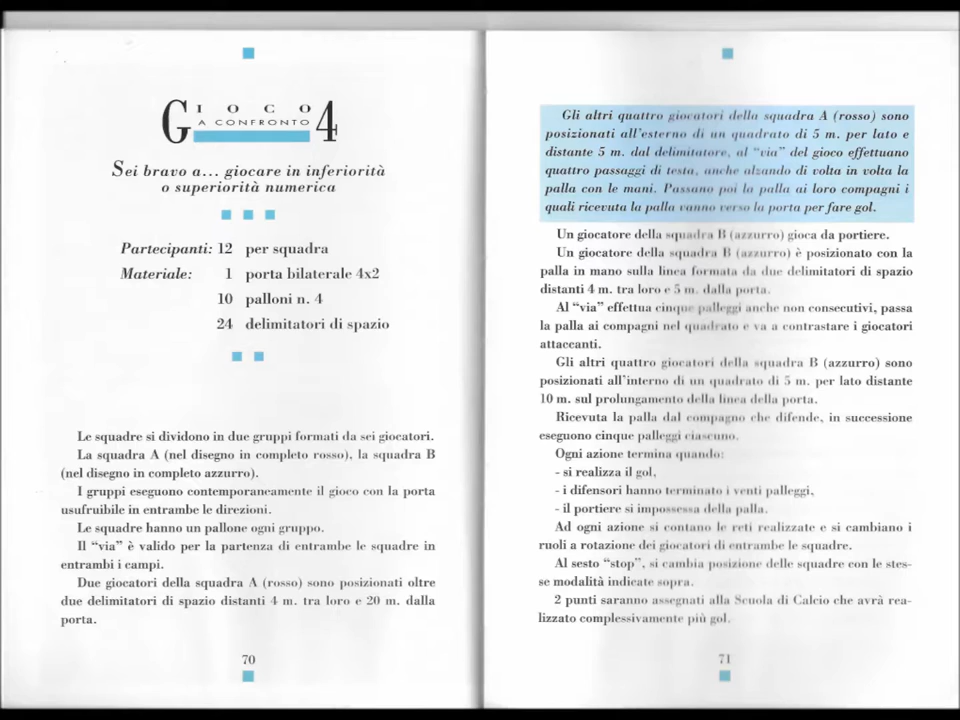 GIOCO 4
A CONFRONTO
Sei bravo a... giocare in inferiorità
o superiorità numerica
Partecipanti: 12 per squadra
Materiale: 1 porta bilaterale 4x2
10 palloni n. 4
24 delimitatori di spazio
Le squadre si dividono in due gruppi formati da sei giocatori.
La squadra A (nel disegno in completo rosso), la squadra B
(nel disegno in completo azzurro).
I gruppi eseguono contemporaneamente il gioco con la porta
usufruibile in entrambe le direzioni.
Le squadre hanno un pallone ogni gruppo.
Il “via” è valido per la partenza di entrambe le squadre in
entrambi i campi.
Due giocatori della squadra A (rosso) sono posizionati oltre
due delimitatori di spazio distanti 4 m. tra loro e 20 m. dalla
porta.
70
Gli altri quattro giocatori della squadra A (rosso) sono
posizionati all'esterno di un quadrato di 5 m. per lato e
distante 5 m. dal delimitatore, al “via” del gioco effettuano
quattro passaggi di testa, anche alzando di volta in volta la
palla con le mani. Passano poi la palla ai loro compagni i
quali ricevuta la palla vanno verso la porta per fare gol.
Un giocatore della squadra B (azzurro) gioca da portiere.
Un giocatore della squadra B (azzurro) è posizionato con la
palla in mano sulla linea formata da due delimitatori di spazio
distanti 4 m. tra loro e 5 m. dalla porta.
Al “via” effettua cinque palleggi anche non consecutivi, passa
la palla ai compagni nel quadrato e va a contrastare i giocatori
attaccanti.
Gli altri quattro giocatori della squadra B (azzurro) sono
posizionati all'interno di un quadrato di 5 m. per lato distante
10 m. sul prolungamento della linea della porta.
Ricevuta la palla dal compagno che difende, in successione
eseguono cinque palleggi ciascuno.
Ogni azione termina quando:
- si realizza il gol,
- i difensori hanno terminato i venti palleggi,
- il portiere si impossessa della palla.
Ad ogni azione si contano le reti realizzate e si cambiano i
ruoli a rotazione dei giocatori di entrambe le squadre.
Al sesto “stop”, si cambia posizione delle squadre con le stes-
se modalità indicate sopra.
2 punti saranno assegnati alla Scuola di Calcio che avrà rea-
lizzato complessivamente più gol.
71